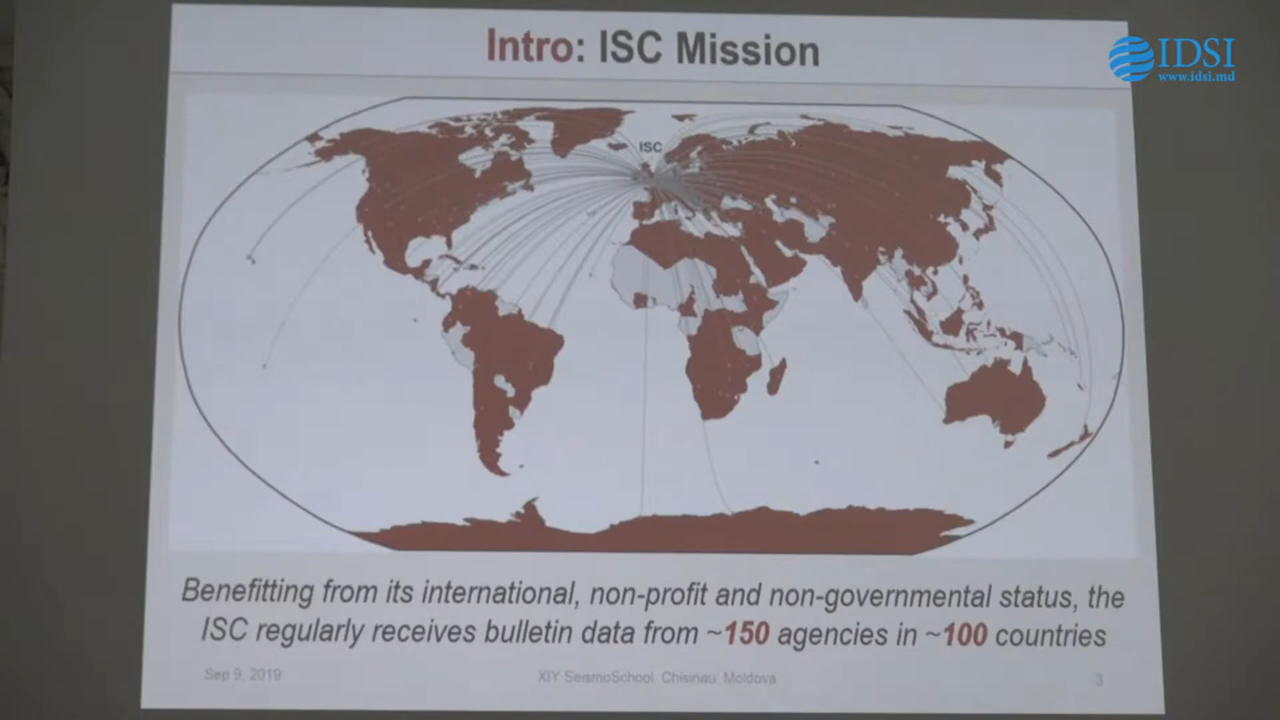 Intro: ISC Mission
IDSI
www.idsi.md
ISC
Benefitting from its international, non-profit and non-governmental status, the
ISC regularly receives bulletin data from ~150 agencies in ~100 countries
Sep 9, 2019
XIY SeismoSchool. Chisinau. Moldova
3